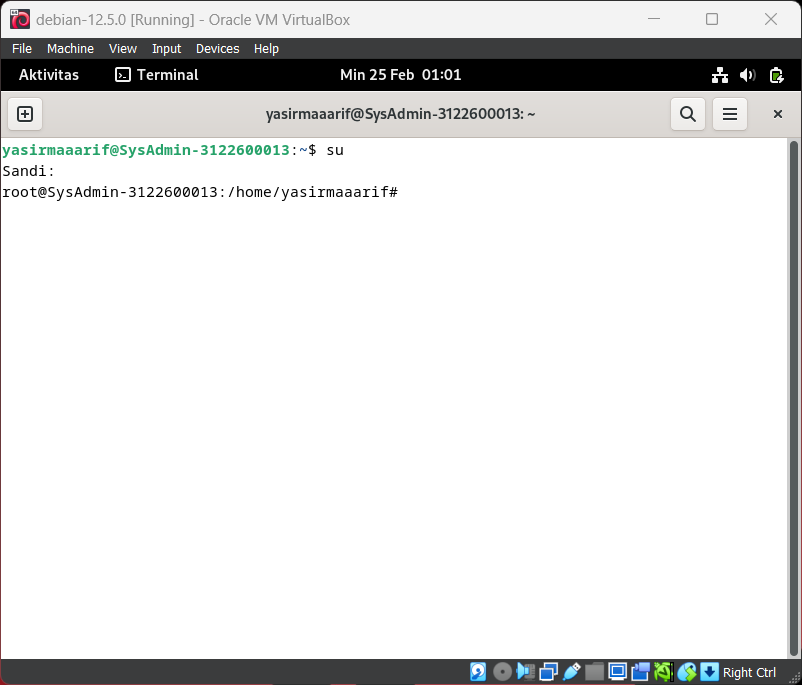 debian-12.5.0 [Running] - Oracle VM VirtualBox
File Machine View Input Devices Help
Aktivitas Terminal Min 25 Feb 01:01
yasirmaaarif@SysAdmin-3122600013: ~
yasirmaaarif@SysAdmin-3122600013:~$ su
Sandi:
root@SysAdmin-3122600013:/home/yasirmaaarif#
Right Ctrl